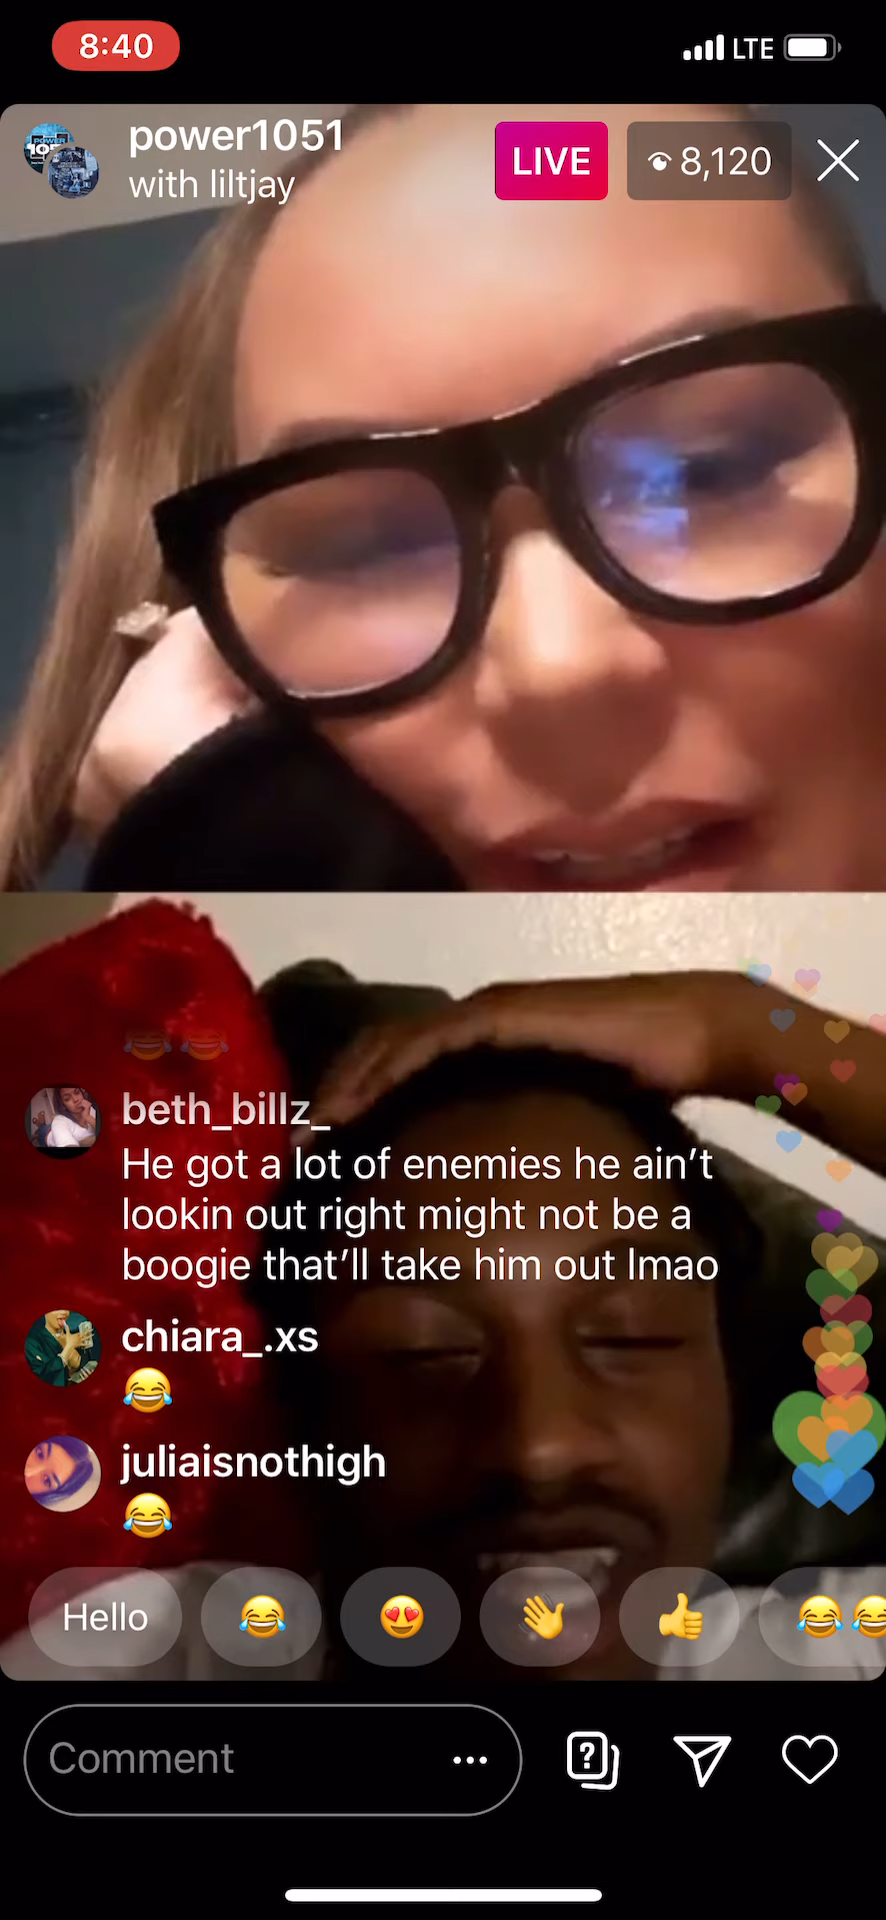 8:40
LTE
POWER
power1051
with liltjay
LIVE
8,120
beth_billz_
He got a lot of enemies he ain't
lookin out right might not be a
boogie that'll take him out lmao
chiara_.xs
juliaisnothigh
Hello
Comment